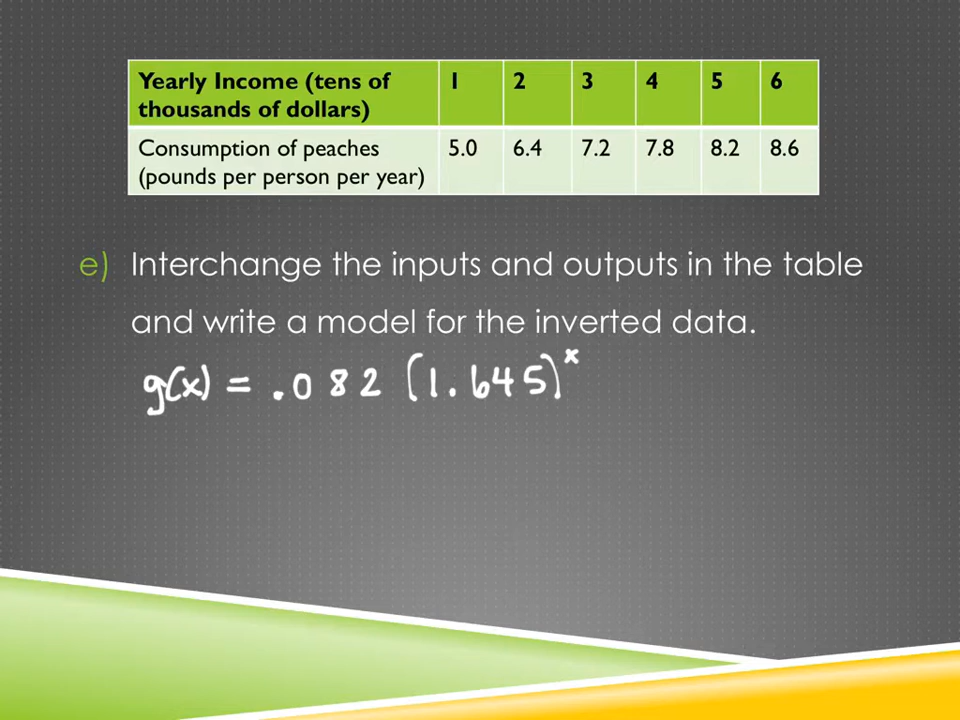 Yearly Income (tens of thousands of dollars) 1 2 3 4 5 6
Consumption of peaches (pounds per person per year) 5.0 6.4 7.2 7.8 8.2 8.6
e) Interchange the inputs and outputs in the table
and write a model for the inverted data.
g(x) = .082 (1.645)^x